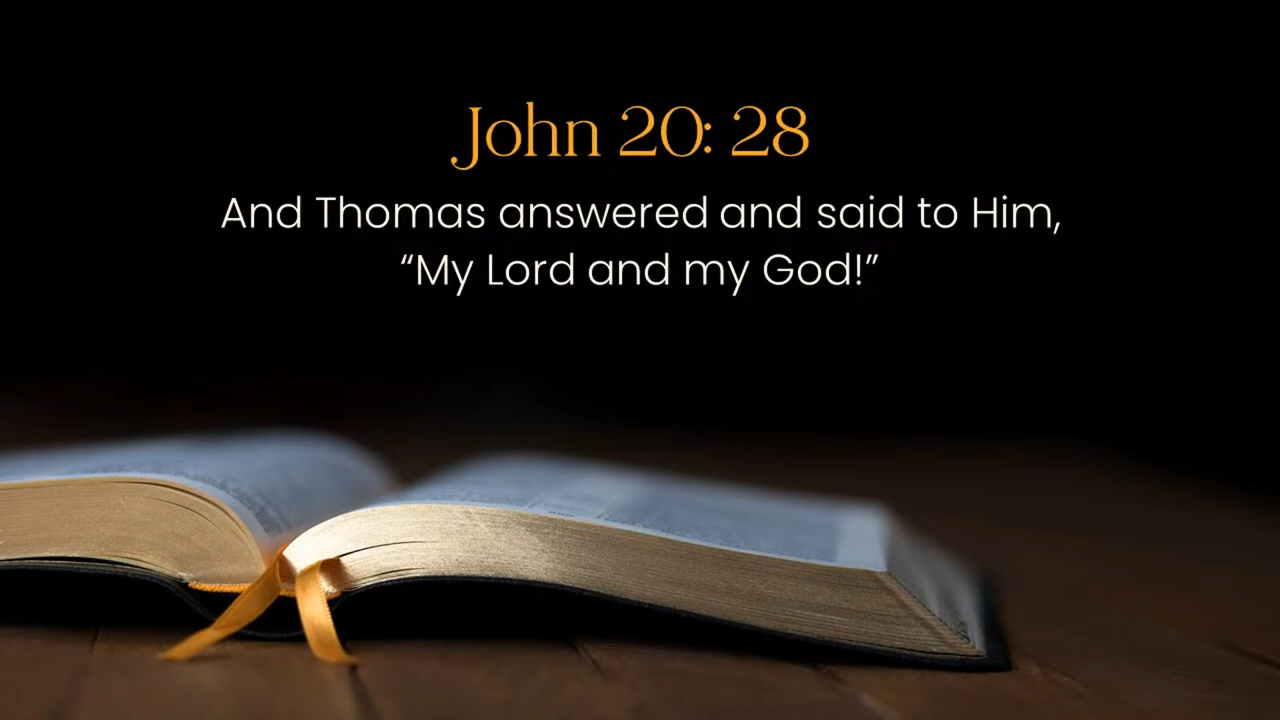 John 20: 28
And Thomas answered and said to Him,
“My Lord and my God!”